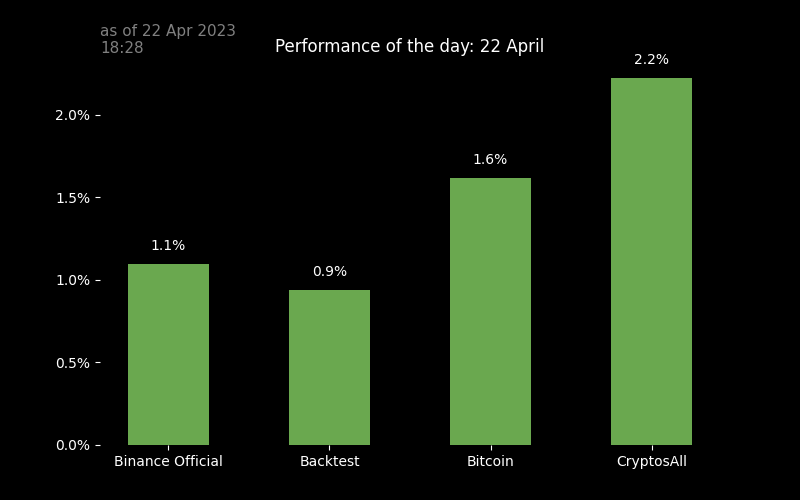 as of 22 Apr 2023
18:28
Performance of the day: 22 April
2.2%
2.0%
1.6%
1.5%
1.1%
1.0%
0.9%
0.5%
0.0%
Binance Official
Backtest
Bitcoin
CryptosAll